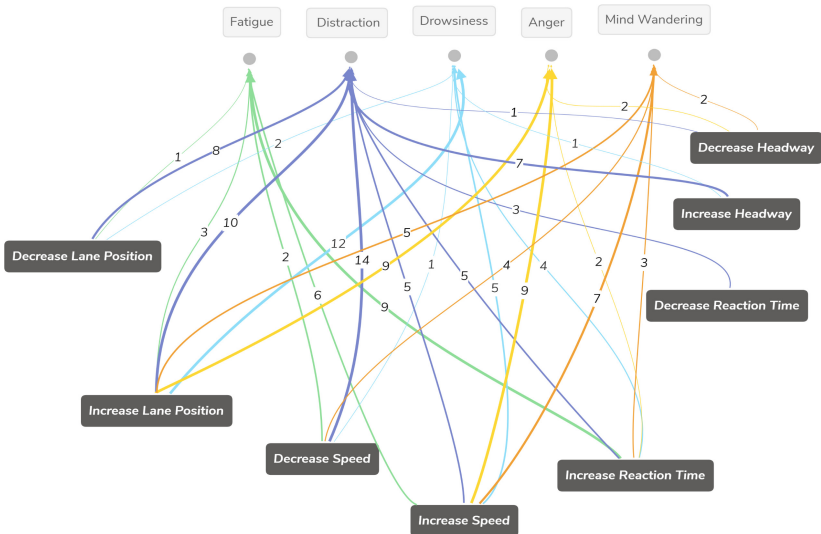 Fatigue
Distraction
Drowsiness
Anger
Mind Wandering
2
2
1
1
8
2
1
7
Decrease Headway
3
Increase Headway
3
10
5
12
Decrease Lane Position
2
14
9
1
5
4
4
2
3
6
9
5
5
9
7
Decrease Reaction Time
Increase Lane Position
Decrease Speed
Increase Reaction Time
Increase Speed